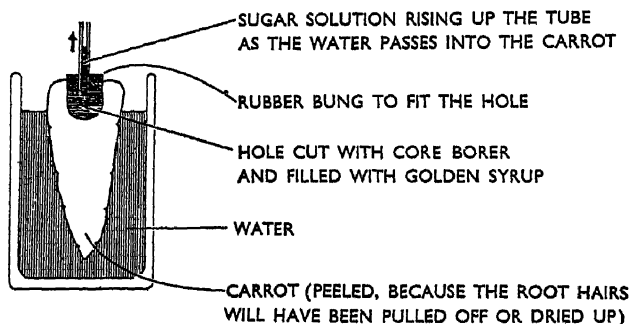 SUGAR SOLUTION RISING UP THE TUBE
AS THE WATER PASSES INTO THE CARROT
RUBBER BUNG TO FIT THE HOLE
HOLE CUT WITH CORE BORER
AND FILLED WITH GOLDEN SYRUP
WATER
CARROT (PEELED, BECAUSE THE ROOT HAIRS
WILL HAVE BEEN PULLED OFF OR DRIED UP)